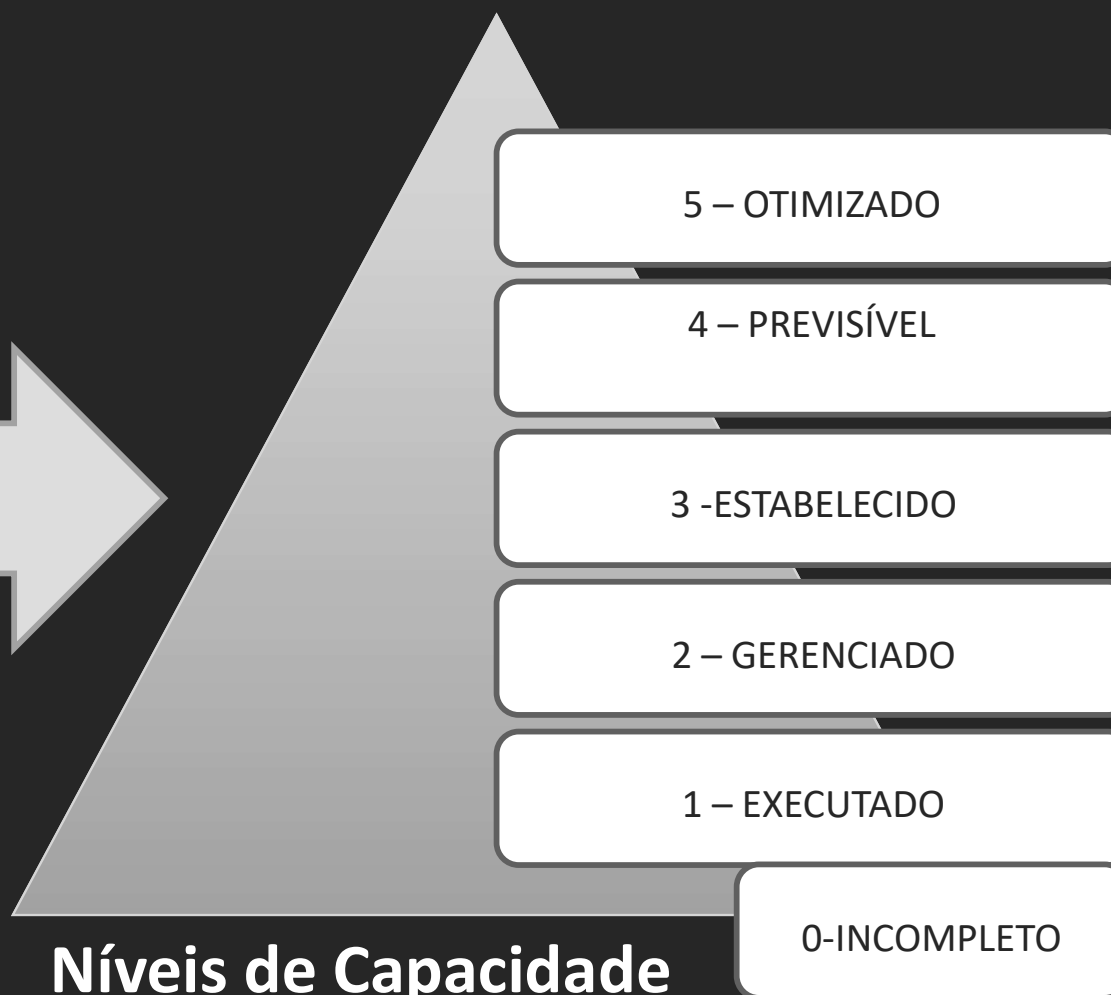 5 – OTIMIZADO
4 – PREVISÍVEL
3 -ESTABELECIDO
2 – GERENCIADO
1 – EXECUTADO
0-INCOMPLETO
Níveis de Capacidade